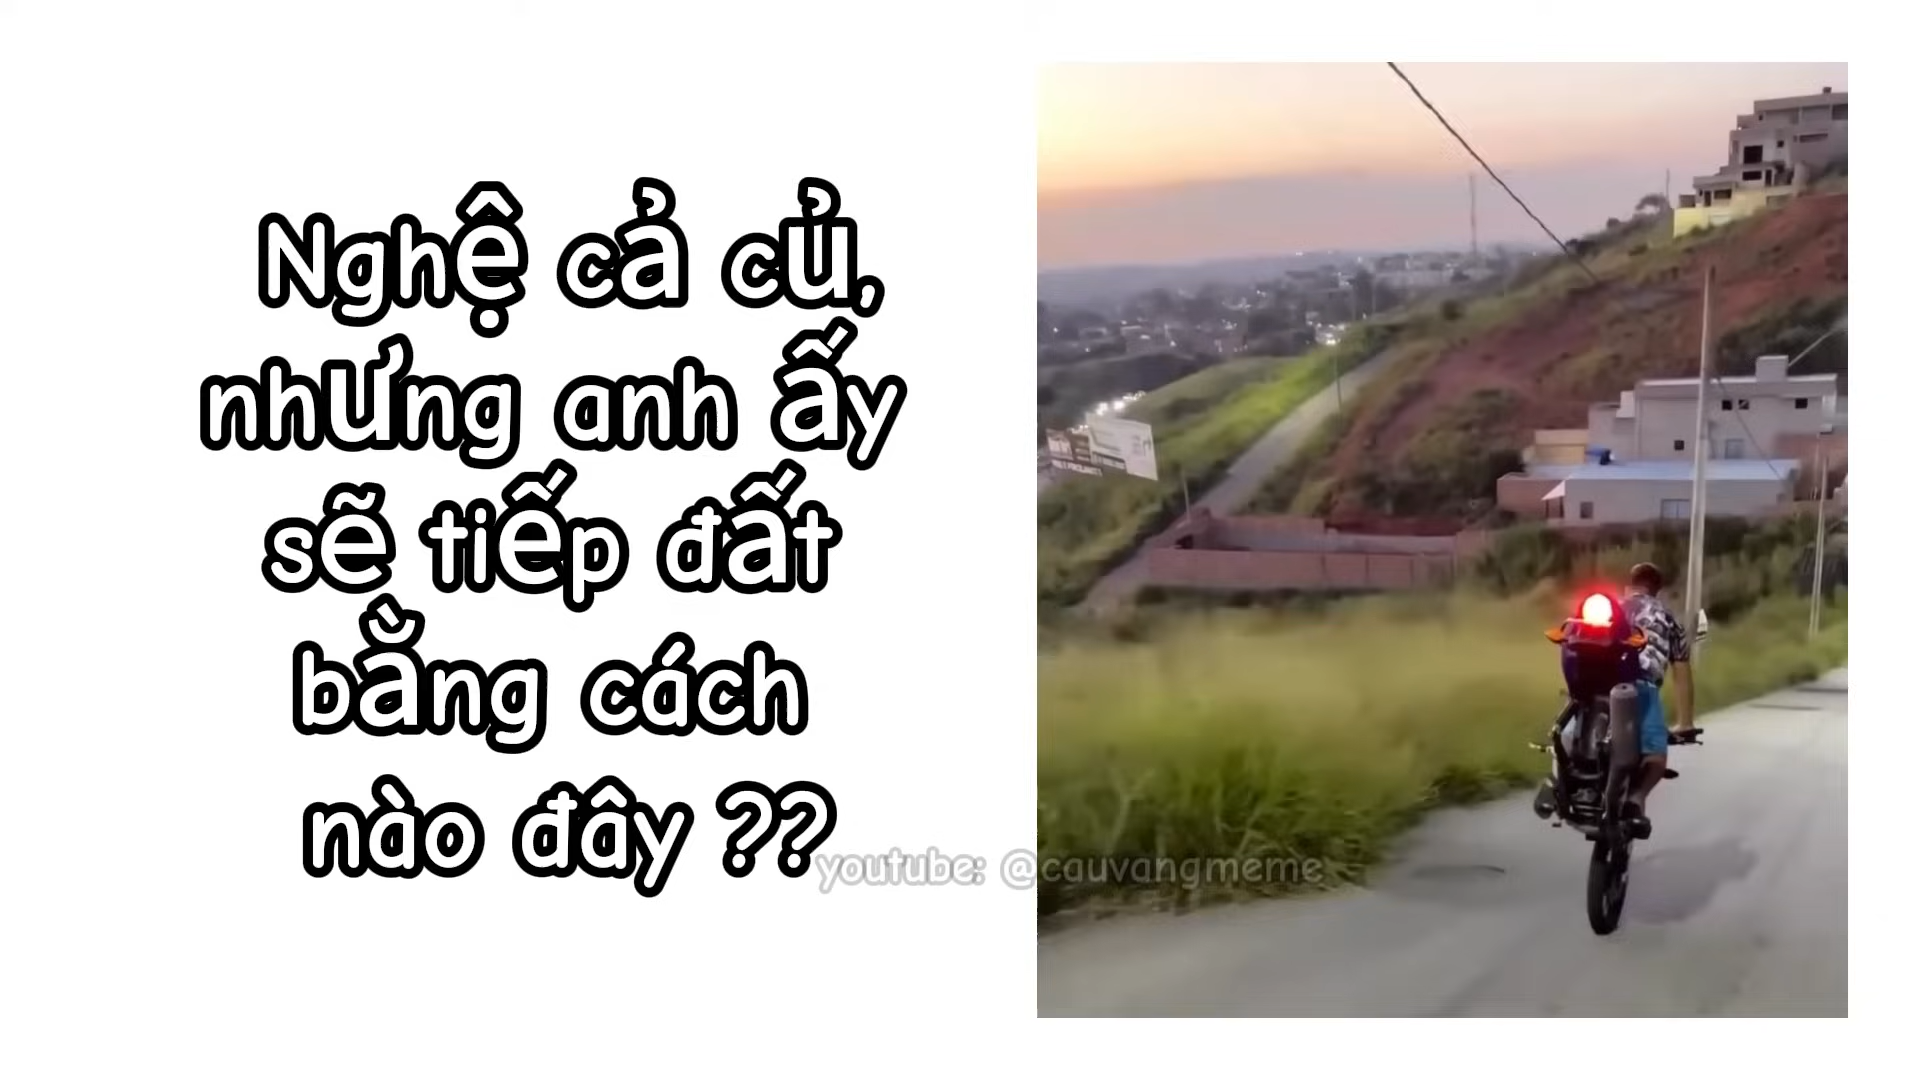 Nghệ cả củ,
nhưng anh ấy
sẽ tiếp đất
bằng cách
nào đây ??
youtube: @cauvangmeme